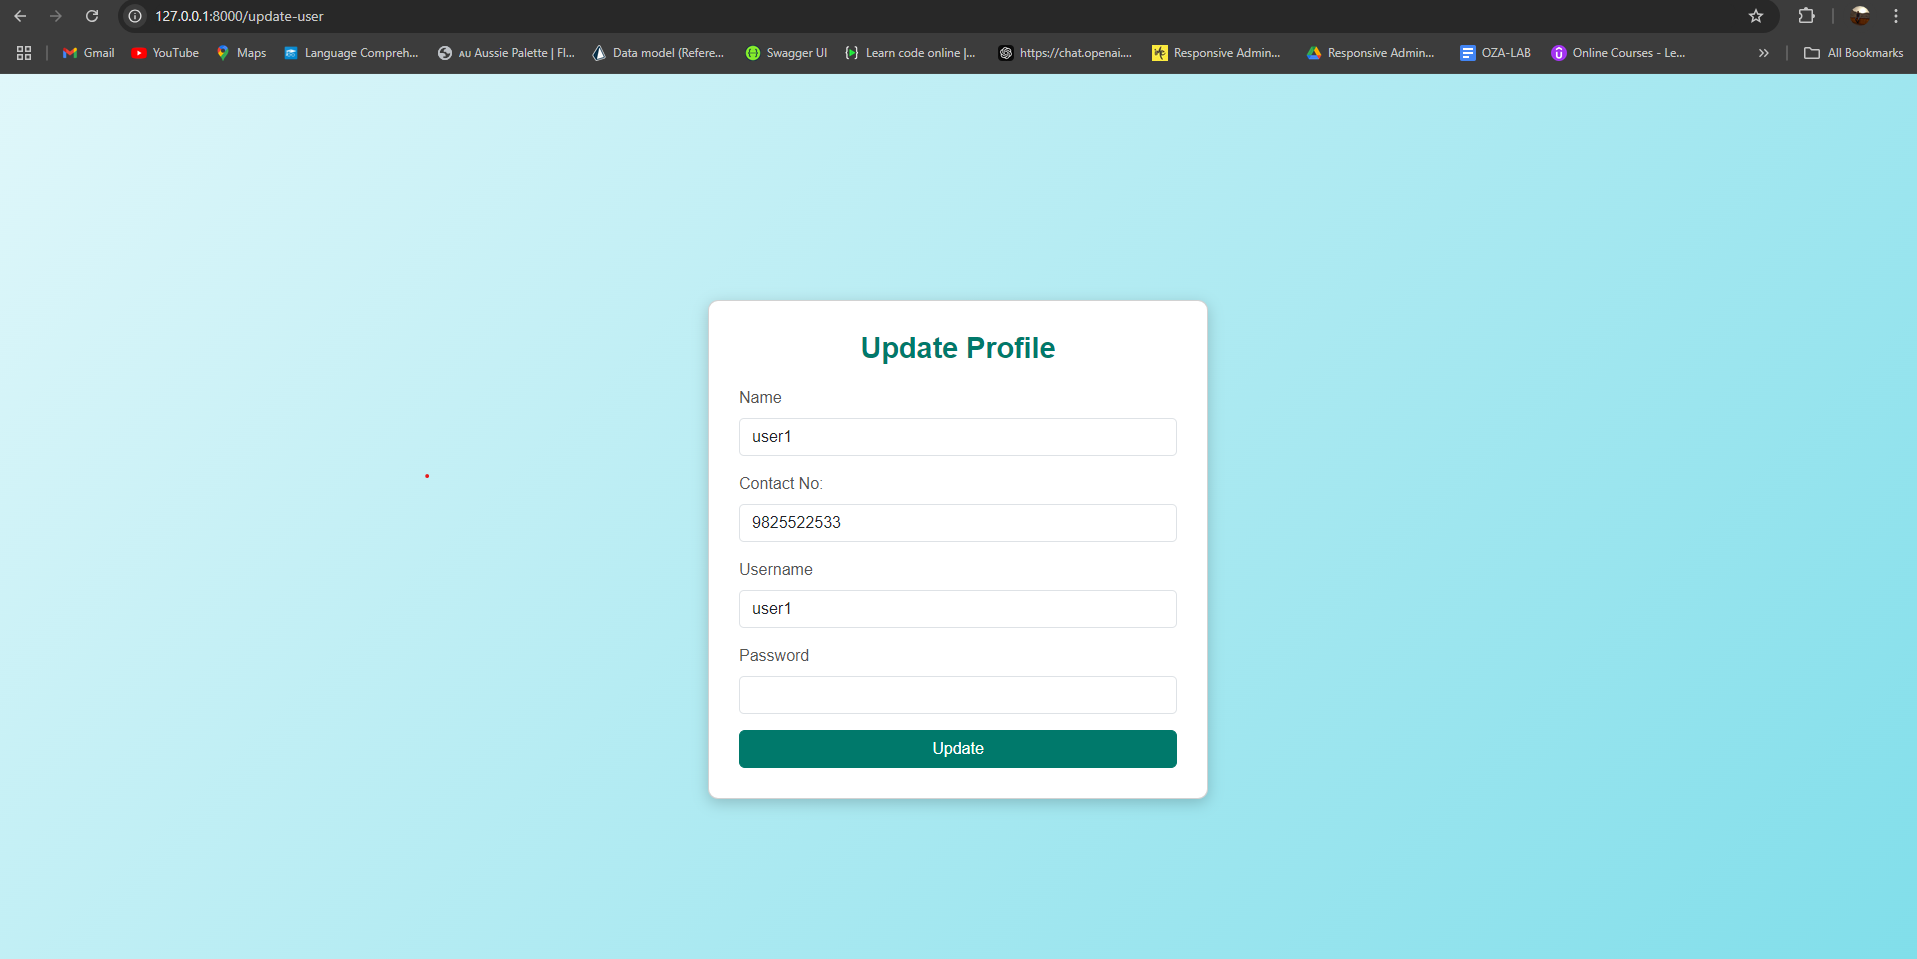 127.0.0.1:8000/update-user
Gmail
YouTube
Maps
Language Compreh...
AU Aussie Palette | Fl...
Data model (Refere...
Swagger UI
Learn code online |...
https://chat.openai....
Responsive Admin...
Responsive Admin...
OZA-LAB
Online Courses - Le...
All Bookmarks
Update Profile
Name
user1
Contact No:
9825522533
Username
user1
Password
Update